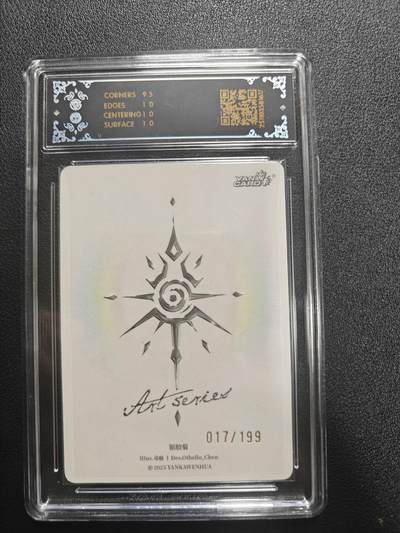 CORNERS 9.5
EDGES 10
CENTERING 10
SURFACE 10
YANKA CARD ®
Art series
017/199
Illus. | Des.Othello_Chen
© 2025 YANKAWENHUA